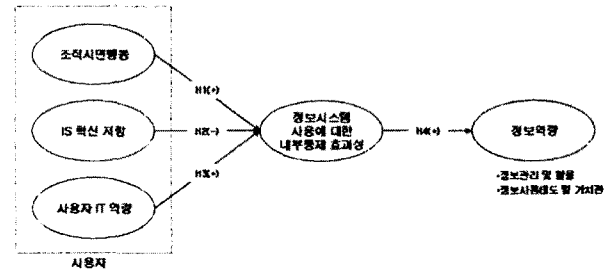 조직시민행동
H1(+)
IS 혁신 저항
H2(-)
정보시스템
사용에 대한
내부통제 효과성
H4(+)
정보역량
H3(+)
사용자 IT 역량
•정보관리 및 활용
•정보사용태도 및 가치관
사용자